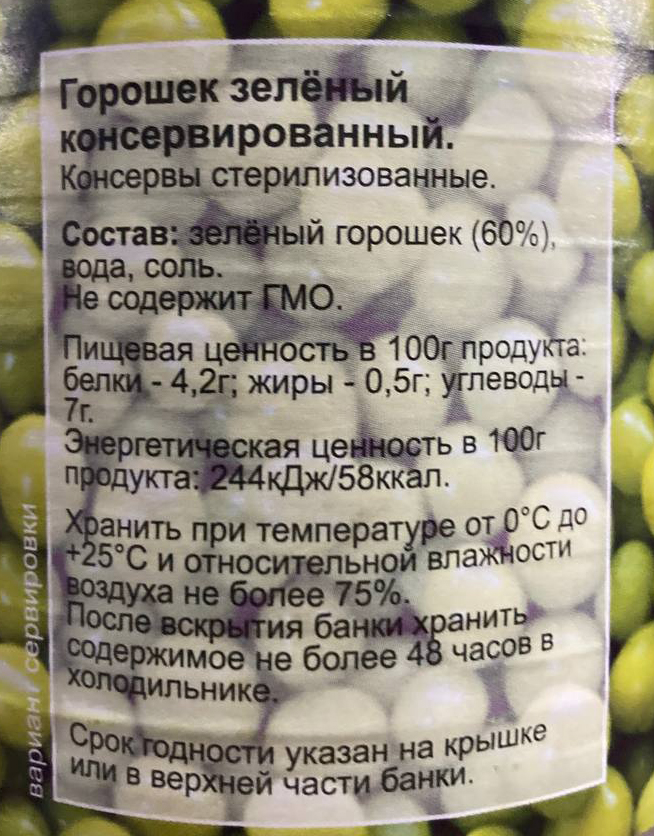 Горошек зелёный
консервированный.
Консервы стерилизованные.
Состав: зелёный горошек (60%),
вода, соль.
Не содержит ГМО.
Пищевая ценность в 100г продукта:
белки - 4,2г; жиры - 0,5г; углеводы -
7г.
Энергетическая ценность в 100г
продукта: 244кДж/58ккал.
Хранить при температуре от 0°С до
+25°С и относительной влажности
воздуха не более 75%.
После вскрытия банки хранить
содержимое не более 48 часов в
холодильнике.
Срок годности указан на крышке
или в верхней части банки.
вариант сервировки